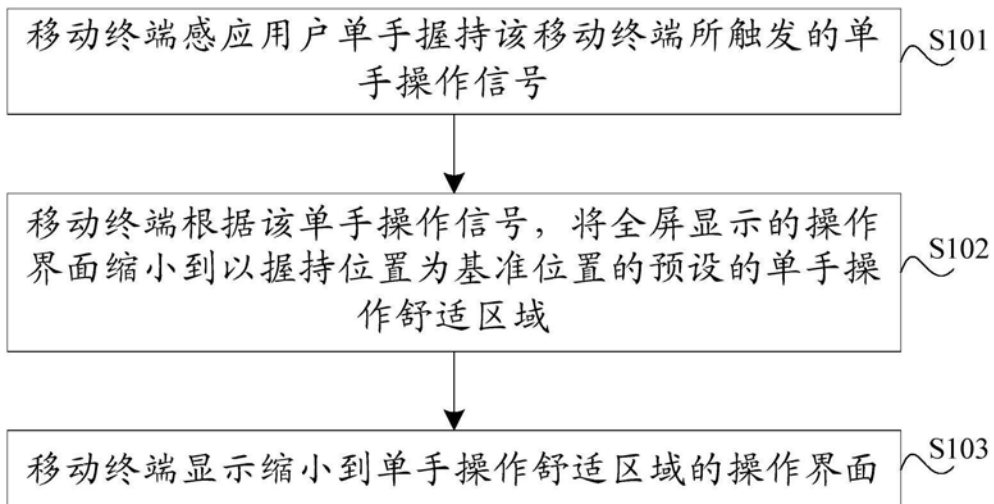 移动终端感应用户单手握持该移动终端所触发的单
手操作信号
S101
移动终端根据该单手操作信号，将全屏显示的操作
界面缩小到以握持位置为基准位置的预设的单手操
作舒适区域
S102
移动终端显示缩小到单手操作舒适区域的操作界面
S103